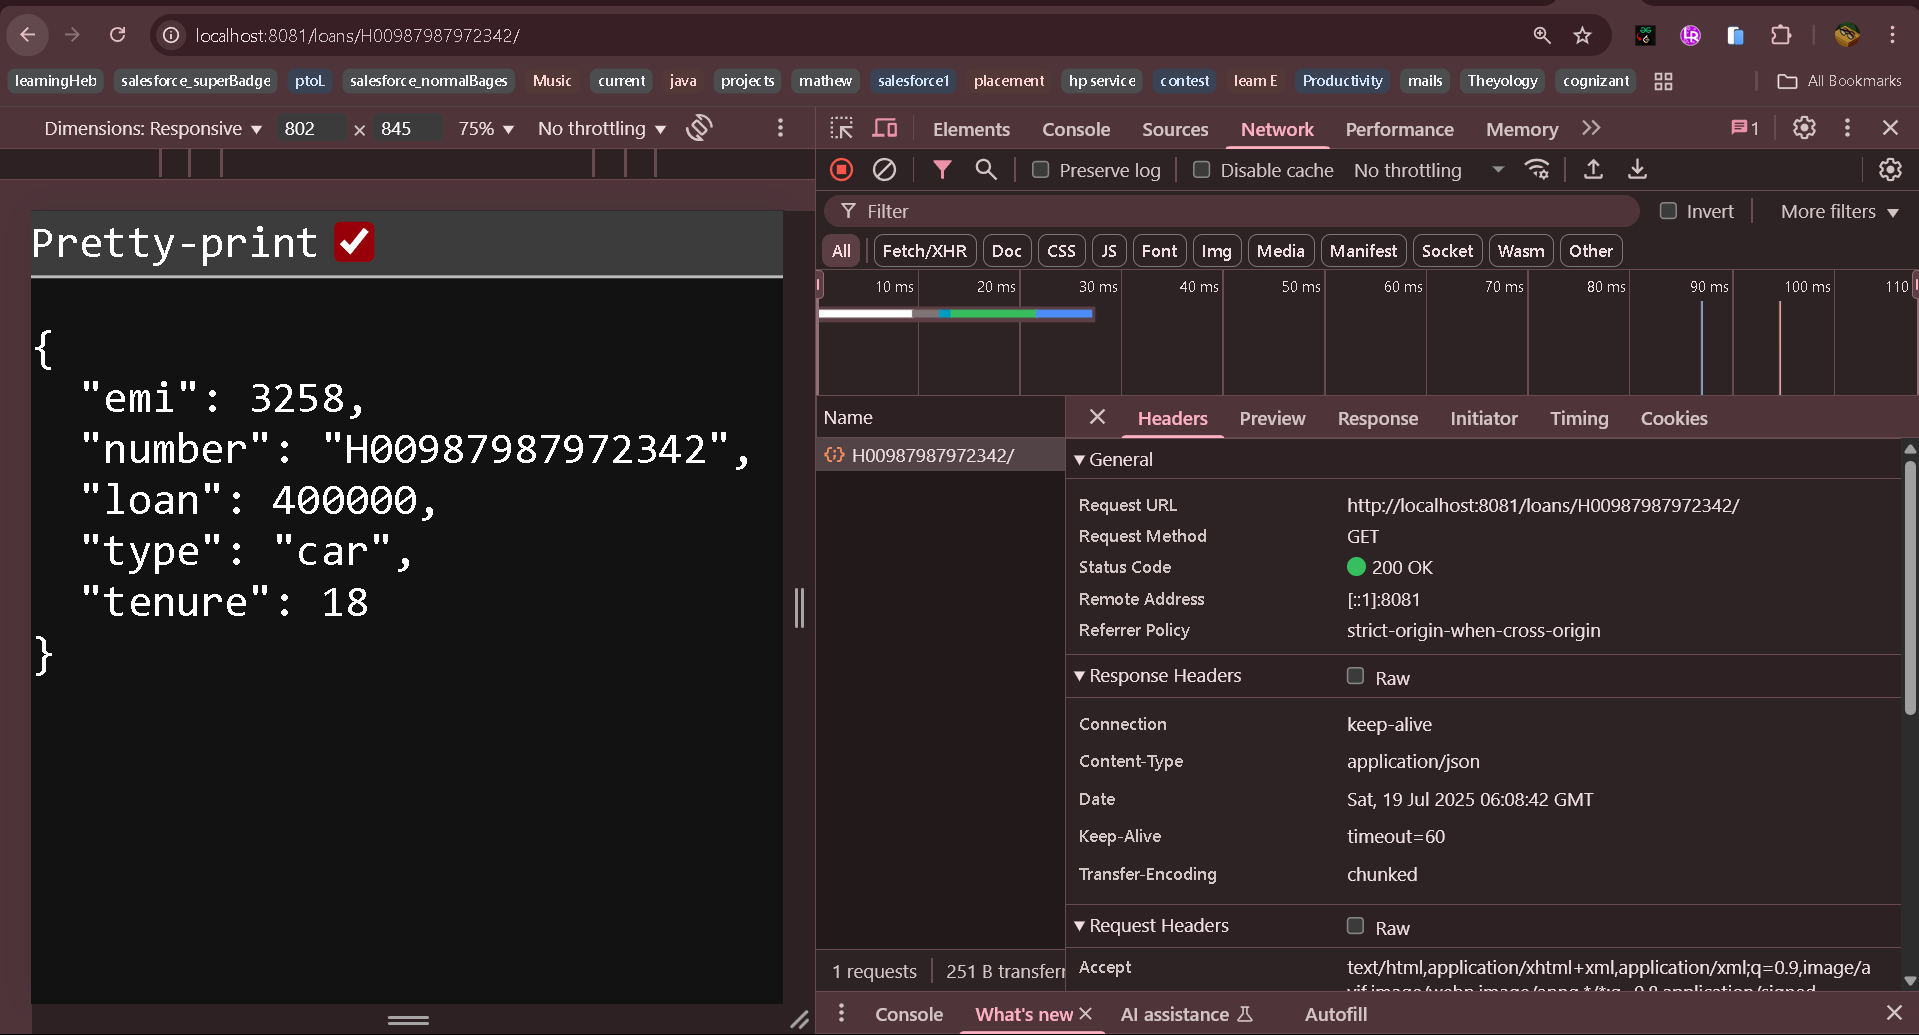 localhost:8081/loans/H00987987972342/
learningHeb salesforce_superBadge ptoL salesforce_normalBages Music current java projects mathew salesforce1 placement hp service contest learn E Productivity mails Theyology cognizant All Bookmarks
Dimensions: Responsive 802 × 845 75% No throttling
Elements Console Sources Network Performance Memory 1
Preserve log Disable cache No throttling
Filter Invert More filters
All Fetch/XHR Doc CSS JS Font Img Media Manifest Socket Wasm Other
10 ms 20 ms 30 ms 40 ms 50 ms 60 ms 70 ms 80 ms 90 ms 100 ms 110
Pretty-print
{
"emi": 3258,
"number": "H00987987972342",
"loan": 400000,
"type": "car",
"tenure": 18
}
Name
H00987987972342/
1 requests 251 B transferr
Headers Preview Response Initiator Timing Cookies
General
Request URL http://localhost:8081/loans/H00987987972342/
Request Method GET
Status Code 200 OK
Remote Address [::1]:8081
Referrer Policy strict-origin-when-cross-origin
Response Headers Raw
Connection keep-alive
Content-Type application/json
Date Sat, 19 Jul 2025 06:08:42 GMT
Keep-Alive timeout=60
Transfer-Encoding chunked
Request Headers Raw
Accept text/html,application/xhtml+xml,application/xml;q=0.9,image/a
Console What's new AI assistance Autofill